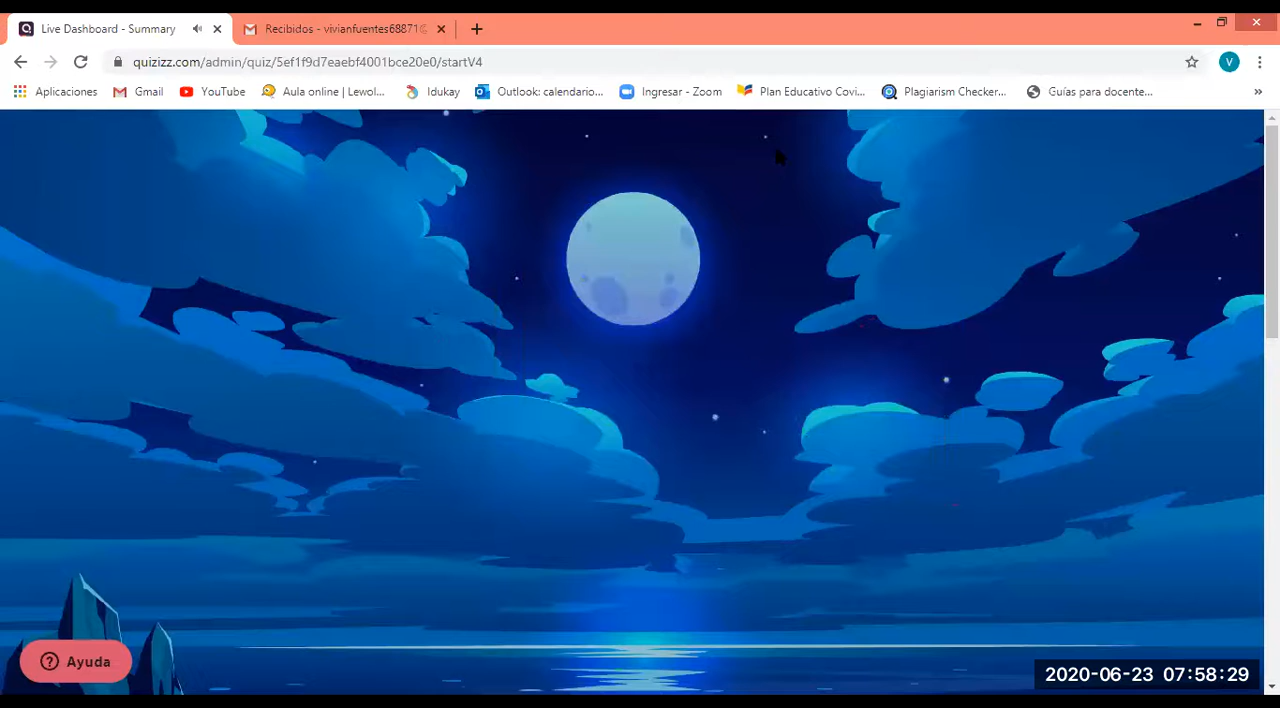 Live Dashboard - Summary
Recibidos - vivianfuentes68871@
quizizz.com/admin/quiz/5ef1f9d7eaebf4001bce20e0/startV4
V
Aplicaciones Gmail YouTube Aula online | Lewol... Idukay Outlook: calendario... Ingresar - Zoom Plan Educativo Covi... Plagiarism Checker... Guías para docente... »
Ayuda
2020-06-23 07:58:29